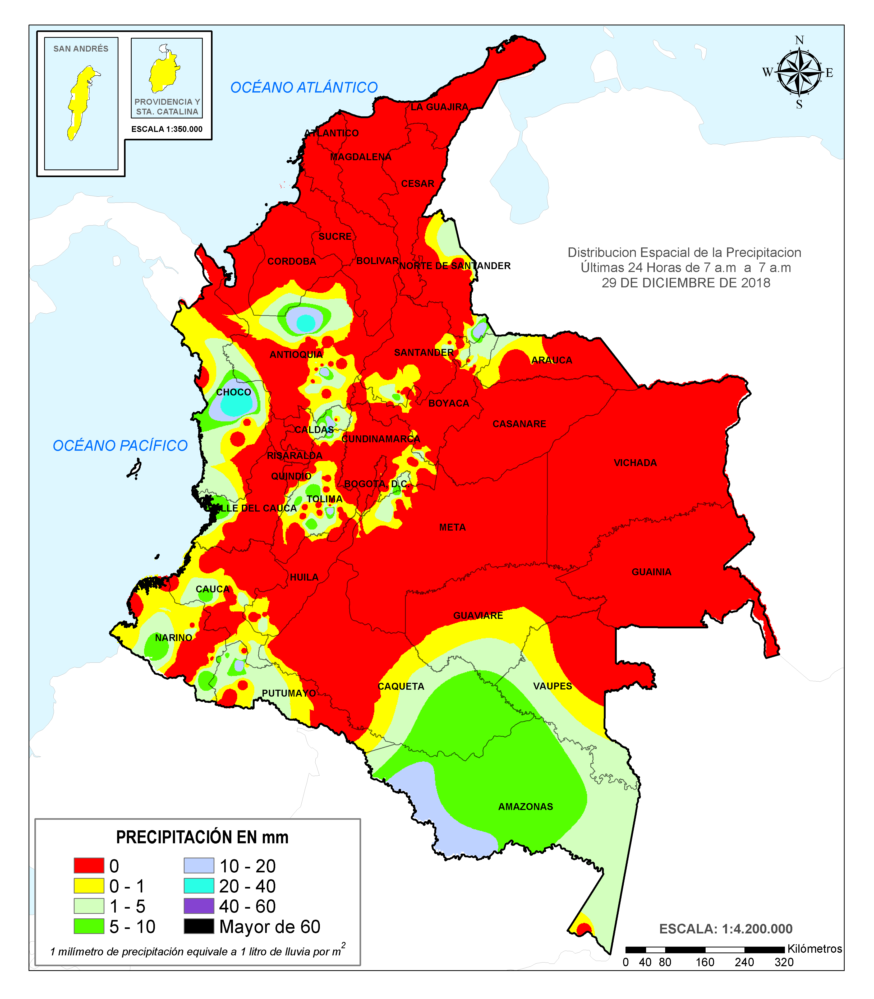 SAN ANDRÉS
PROVIDENCIA Y
STA. CATALINA
ESCALA 1:350.000
OCÉANO ATLÁNTICO
N
W
E
S
LA GUAJIRA
ATLANTICO
MAGDALENA
CESAR
SUCRE
CORDOBA
BOLIVAR
NORTE DE SANTANDER
Distribucion Espacial de la Precipitacion
Últimas 24 Horas de 7 a.m a 7 a.m
29 DE DICIEMBRE DE 2018
ANTIOQUIA
SANTANDER
ARAUCA
CHOCO
BOYACA
CASANARE
CALDAS
CUNDINAMARCA
OCÉANO PACÍFICO
RISARALDA
VICHADA
QUINDIO
BOGOTA, D.C.
TOLIMA
VALLE DEL CAUCA
META
HUILA
GUAINIA
CAUCA
GUAVIARE
NARINO
CAQUETA
VAUPES
PUTUMAYO
AMAZONAS
PRECIPITACIÓN EN mm
0
0 - 1
1 - 5
5 - 10
10 - 20
20 - 40
40 - 60
Mayor de 60
1 milímetro de precipitación equivale a 1 litro de lluvia por m2
ESCALA: 1:4.200.000
Kilómetros
0 40 80 160 240 320